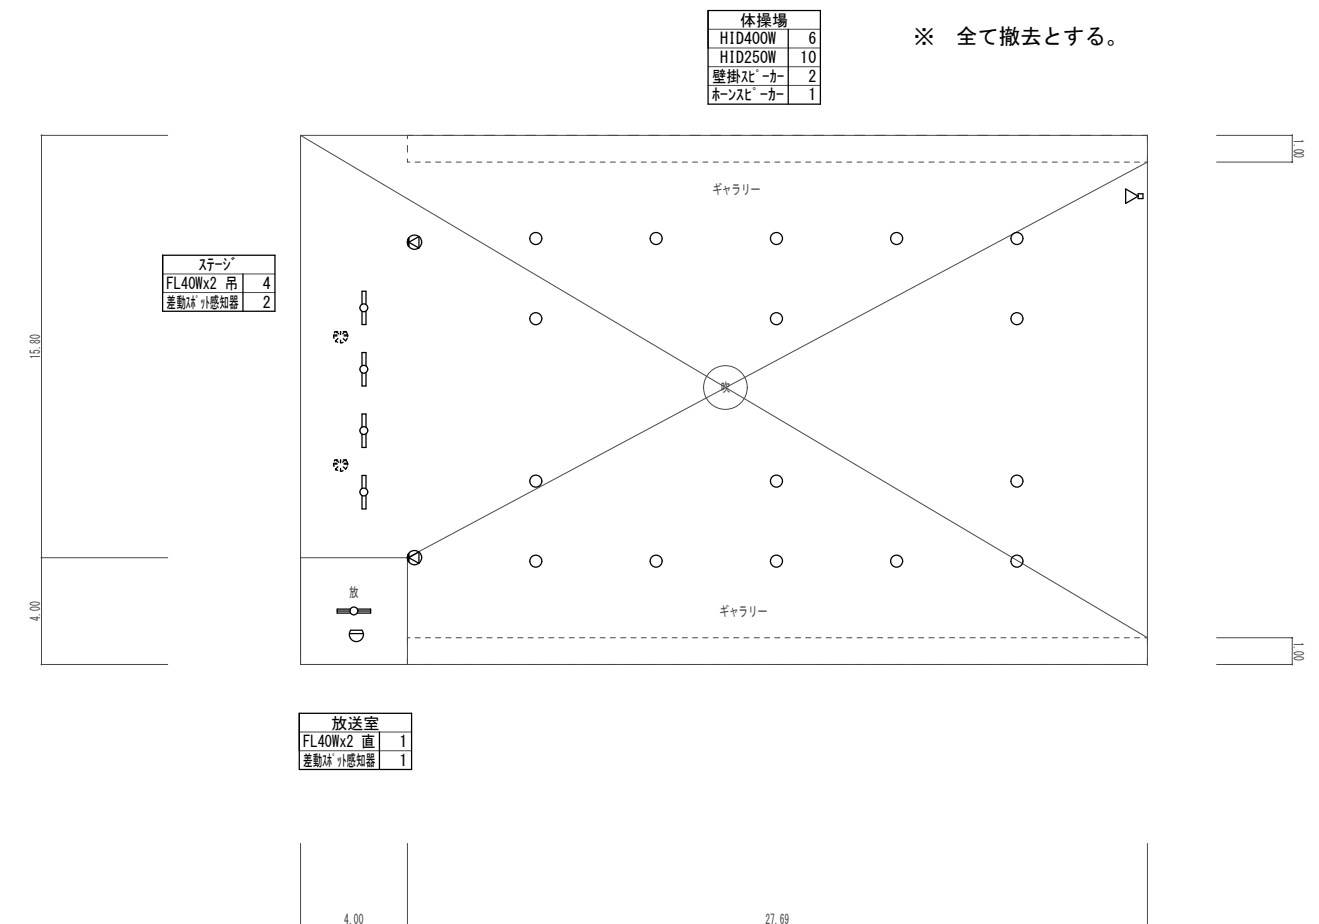 体操場
HID400W 6
HID250W 10
壁掛ｽﾋﾟｰｶｰ 2
ﾎｰﾝｽﾋﾟｰｶｰ 1
※　全て撤去とする。
1.00
ギャラリー
ｽﾃｰｼﾞ
FL40Wx2 吊 4
差動ｽﾎﾟｯﾄ感知器 2
15.80
吹
4.00
放
ギャラリー
1.00
放送室
FL40Wx2 直 1
差動ｽﾎﾟｯﾄ感知器 1
4.00
27.69